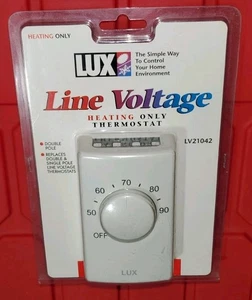 HEATING ONLY
LUX
The Simple Way
To Control
Your Home
Environment
Line Voltage
HEATING ONLY
THERMOSTAT
LV21042
DOUBLE
POLE
REPLACES
DOUBLE &
SINGLE POLE
LINE VOLTAGE
THERMOSTATS
70
60 80
50 90
OFF
LUX